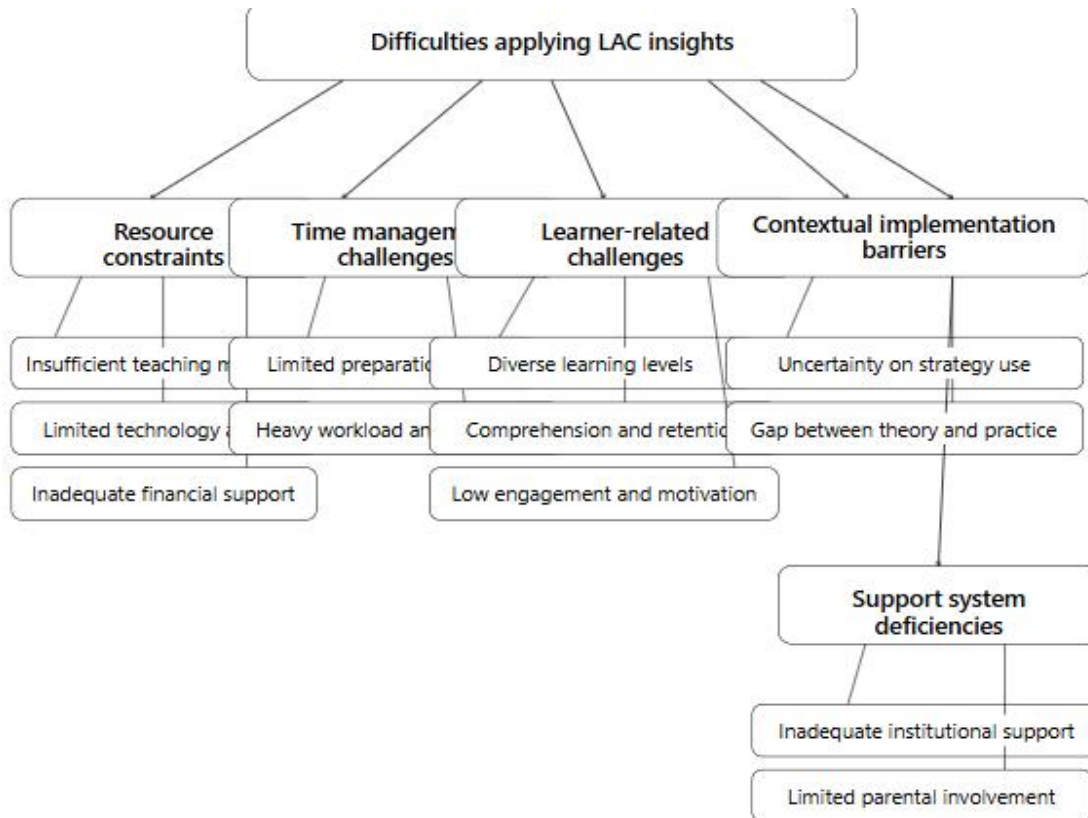 Difficulties applying LAC insights
Resource
constraints
Time managem
challenges
Learner-related
challenges
Contextual implementation
barriers
Insufficient teaching m
Limited preparatio
Diverse learning levels
Uncertainty on strategy use
Limited technology a
Heavy workload an
Comprehension and retentio
Gap between theory and practice
Inadequate financial support
Low engagement and motivation
Support system
deficiencies
Inadequate institutional support
Limited parental involvement